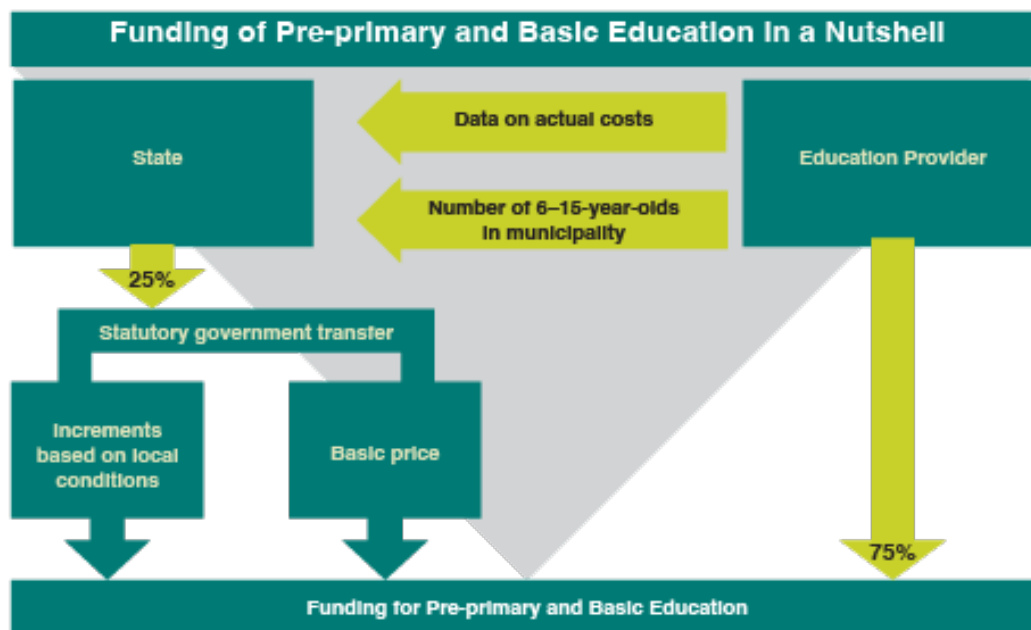 Funding of Pre-primary and Basic Education in a Nutshell
State
Data on actual costs
Education Provider
Number of 6–15-year-olds
in municipality
25%
Statutory government transfer
Increments
based on local
conditions
Basic price
75%
Funding for Pre-primary and Basic Education